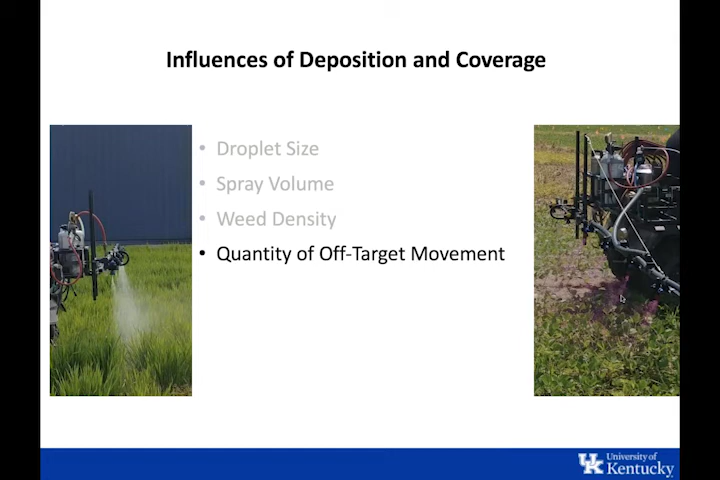 Influences of Deposition and Coverage
• Droplet Size
• Spray Volume
• Weed Density
• Quantity of Off-Target Movement
UK
University of
Kentucky